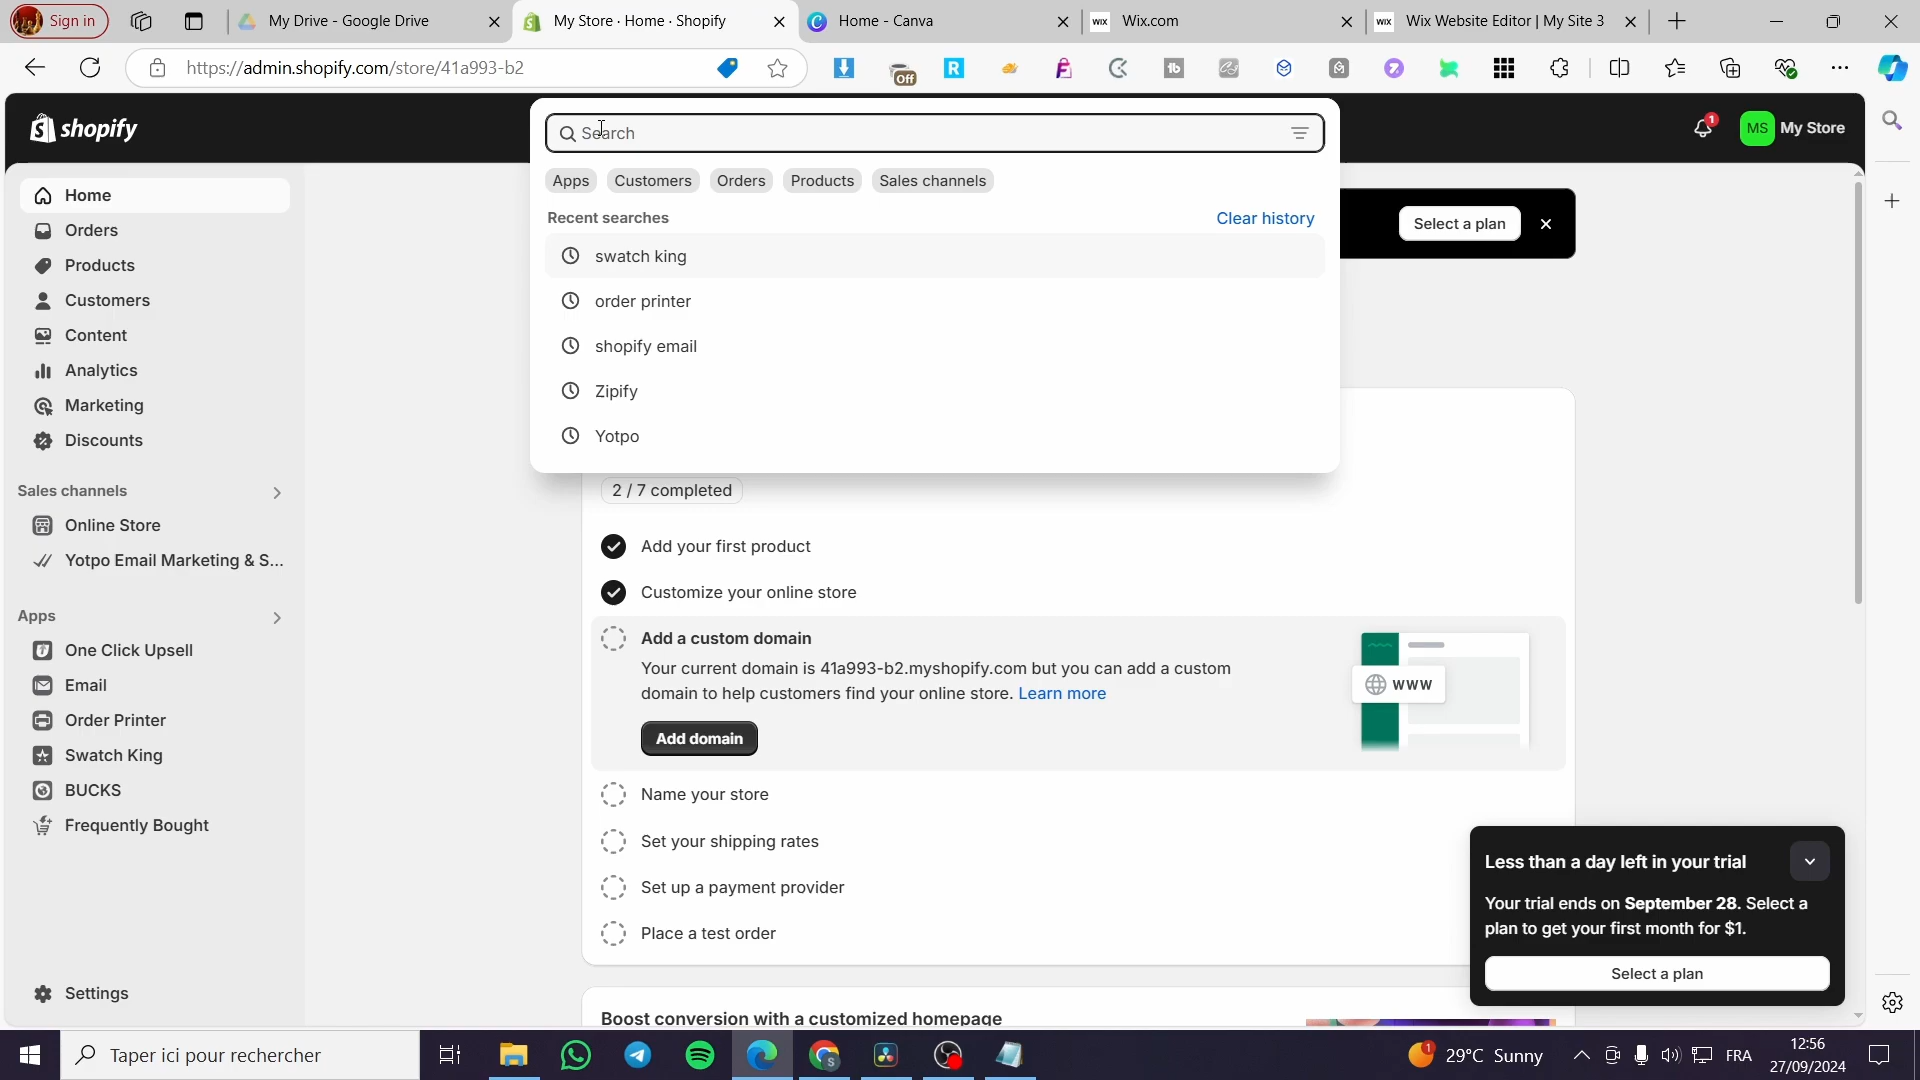 Sign in
My Drive - Google Drive
My Store · Home · Shopify
Home - Canva
WIX
Wix.com
WIX
Wix Website Editor | My Site 3
https://admin.shopify.com/store/41a993-b2
Off
shopify
Search
1
MS
My Store
Apps
Customers
Orders
Products
Sales channels
Recent searches
Clear history
swatch king
order printer
shopify email
Zipify
Yotpo
Select a plan
Home
Orders
Products
Customers
Content
Analytics
Marketing
Discounts
Sales channels
Online Store
Yotpo Email Marketing & S...
Apps
One Click Upsell
Email
Order Printer
Swatch King
BUCKS
Frequently Bought
Settings
2 / 7 completed
Add your first product
Customize your online store
Add a custom domain
Your current domain is 41a993-b2.myshopify.com but you can add a custom
domain to help customers find your online store. Learn more
Add domain
WWW
Name your store
Set your shipping rates
Set up a payment provider
Place a test order
Boost conversion with a customized homepage
Less than a day left in your trial
Your trial ends on September 28. Select a
plan to get your first month for $1.
Select a plan
Taper ici pour rechercher
1
29°C Sunny
FRA
12:56
27/09/2024